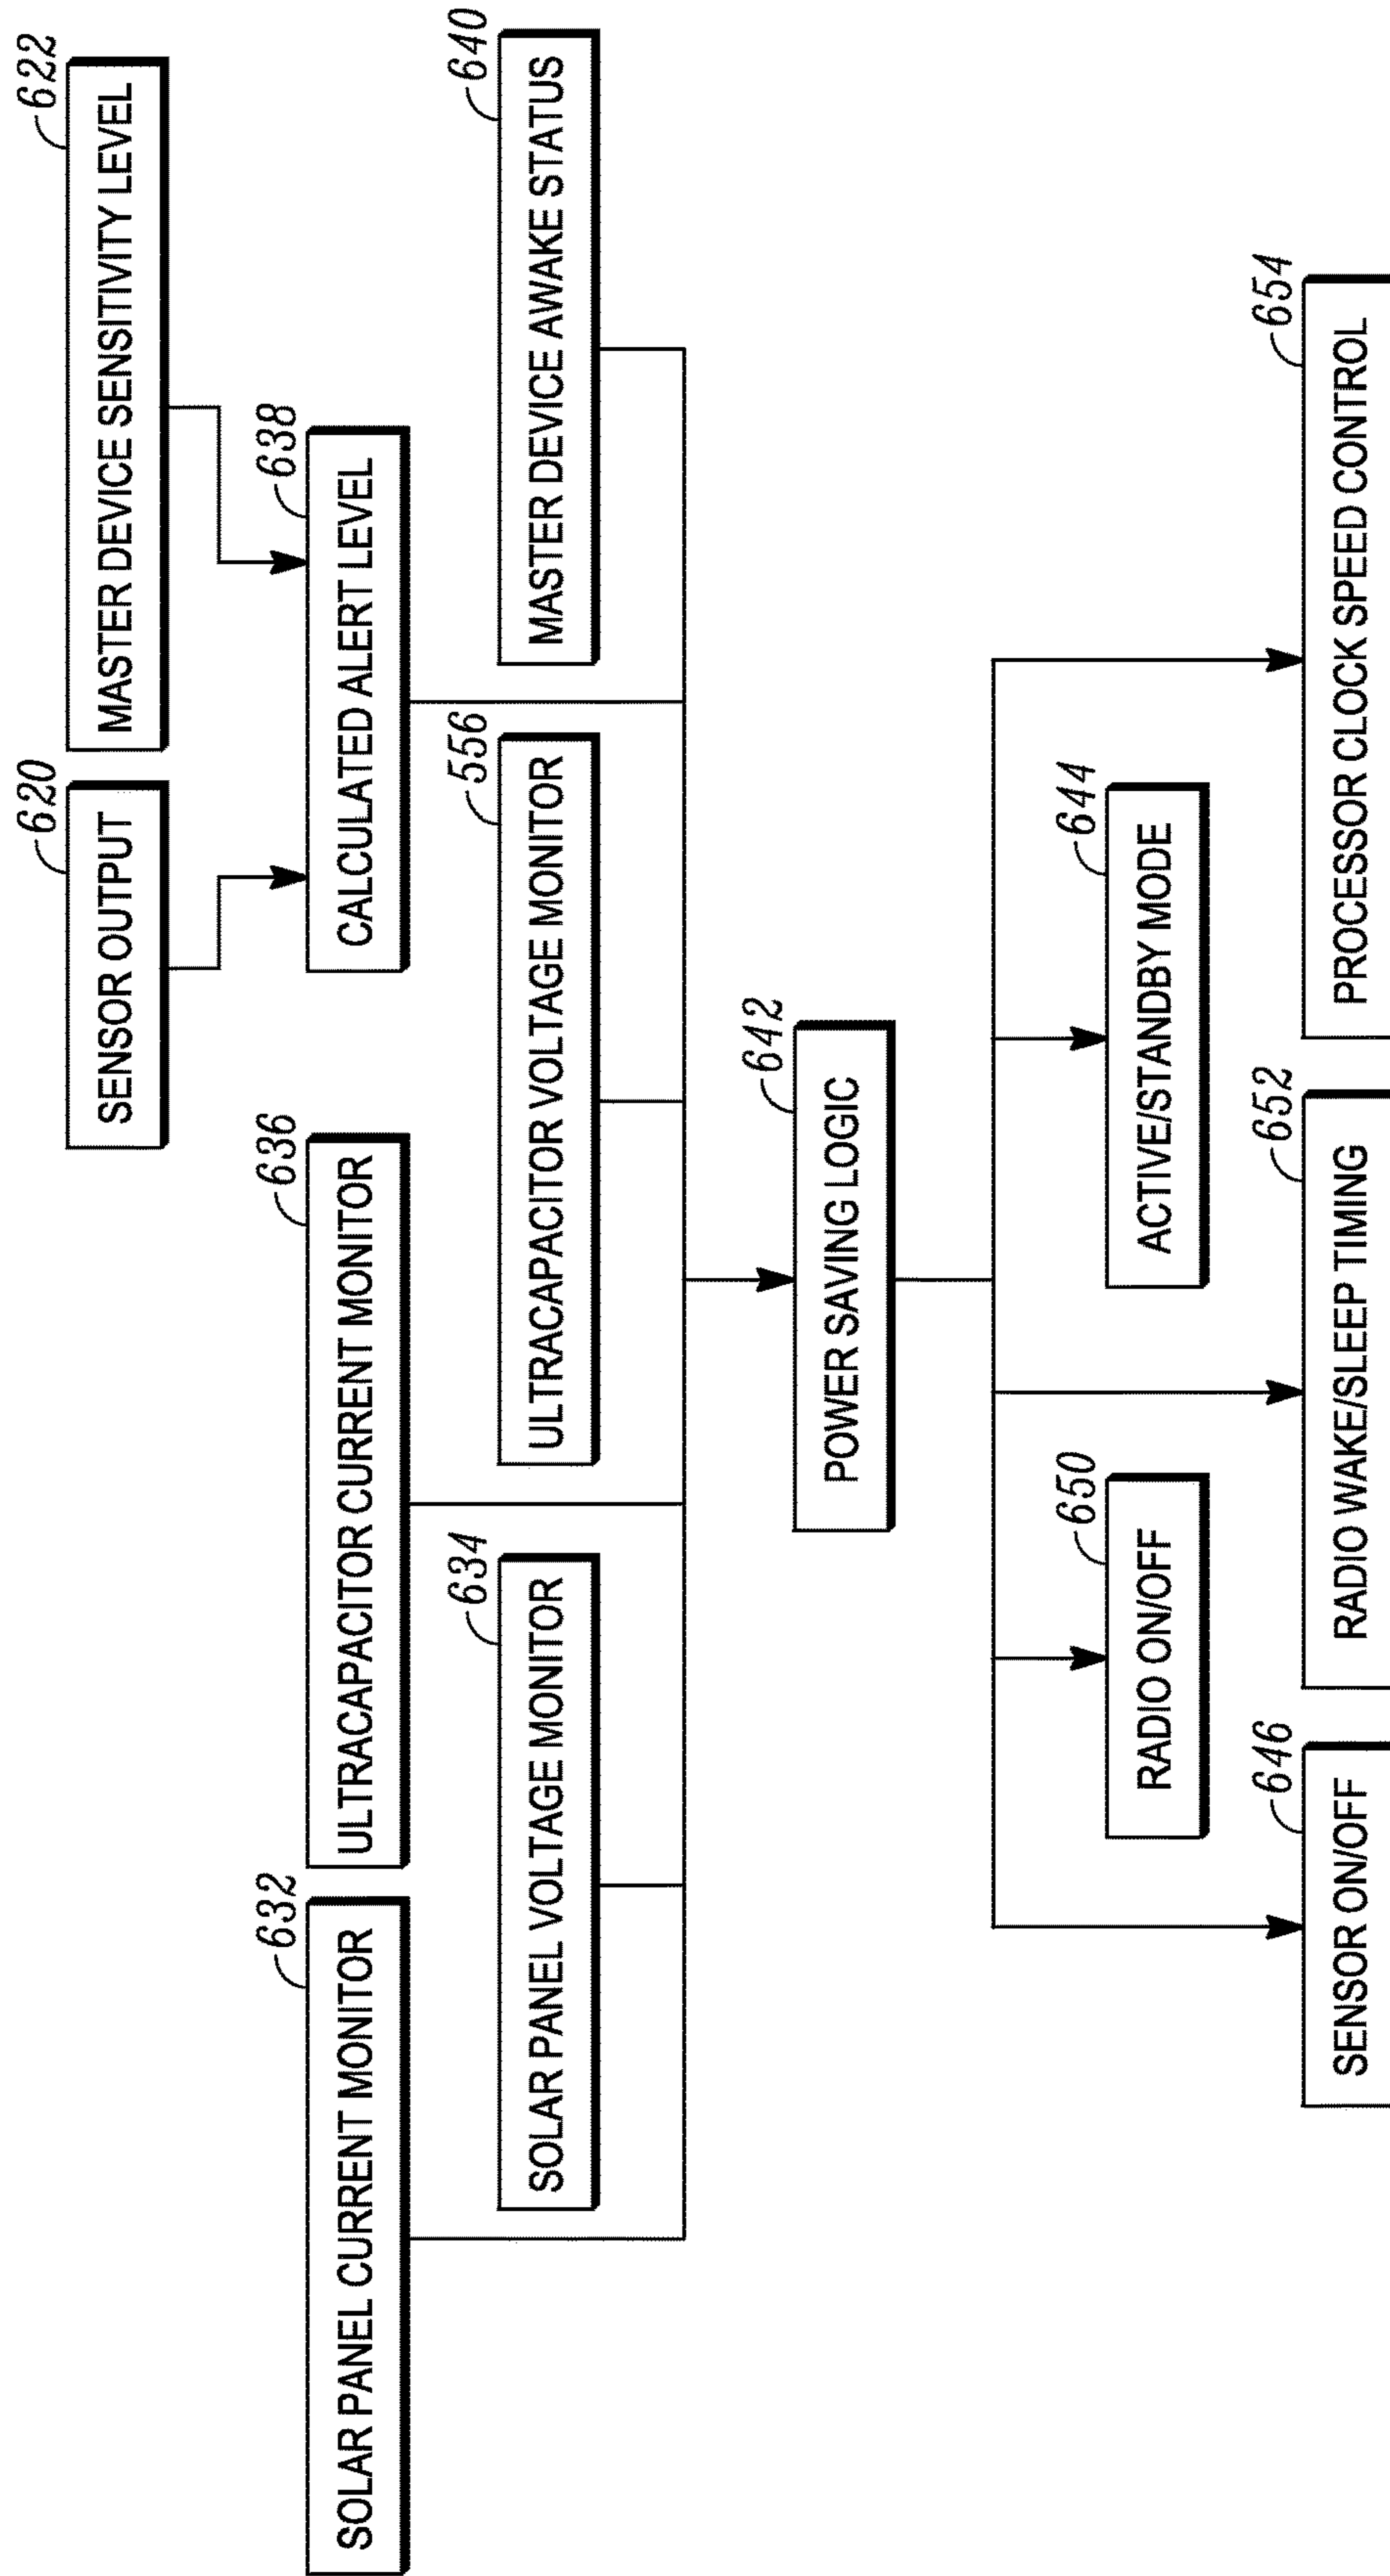 622
MASTER DEVICE SENSITIVITY LEVEL
620
SENSOR OUTPUT
632
SOLAR PANEL CURRENT MONITOR
636
ULTRACAPACITOR CURRENT MONITOR
638
CALCULATED ALERT LEVEL
634
SOLAR PANEL VOLTAGE MONITOR
556
ULTRACAPACITOR VOLTAGE MONITOR
640
MASTER DEVICE AWAKE STATUS
642
POWER SAVING LOGIC
650
RADIO ON/OFF
644
ACTIVE/STANDBY MODE
646
SENSOR ON/OFF
652
RADIO WAKE/SLEEP TIMING
654
PROCESSOR CLOCK SPEED CONTROL